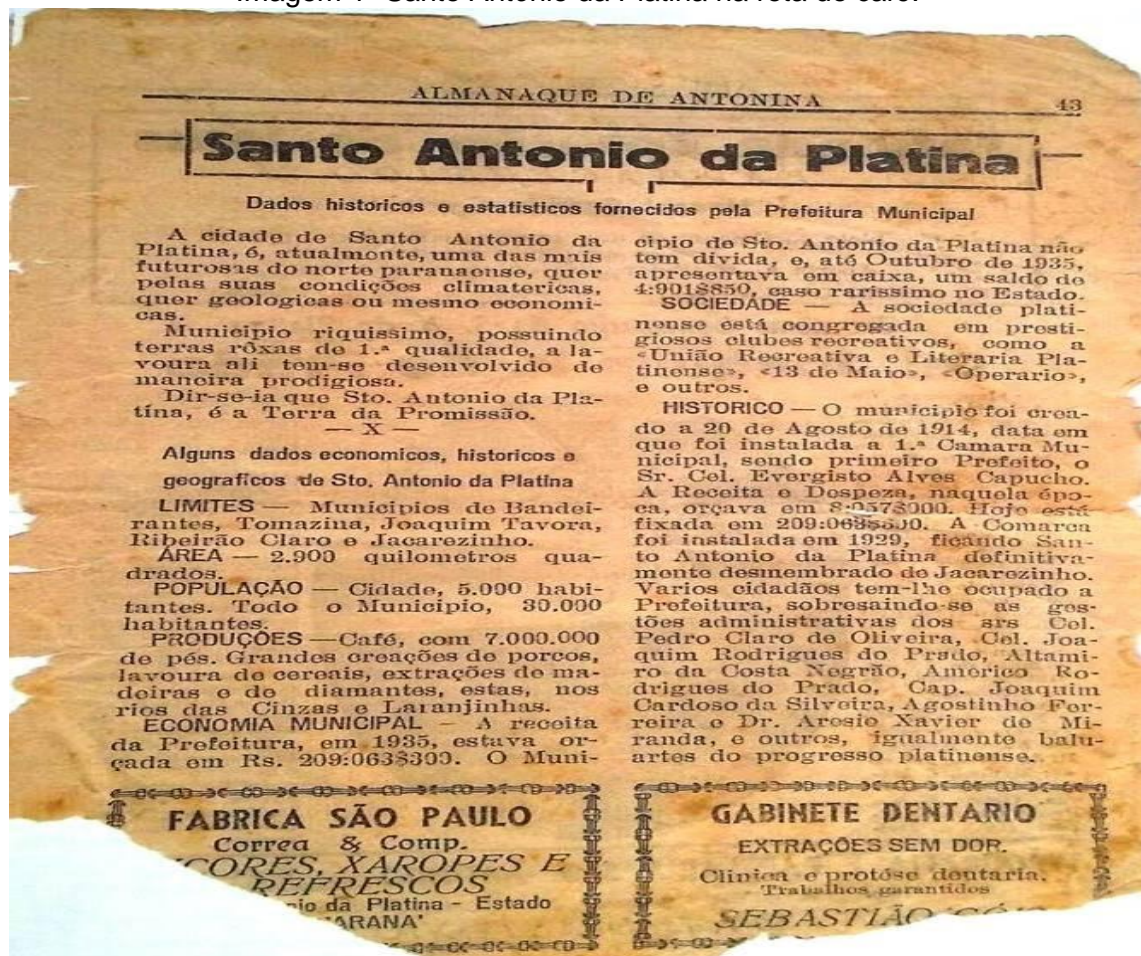 Santo Antonio da Platina na rota do café.
ALMANAQUE DE ANTONINA 43
Santo Antonio da Platina
Dados historicos e estatisticos fornecidos pela Prefeitura Municipal
A cidade de Santo Antonio da
Platina, é, atualmente, uma das mais
futurosas do norte paranaense, quer
pelas suas condições climatericas,
quer geologicas ou mesmo economi-
cas.
Municipio riquissimo, possuindo
terras rôxas de 1.ª qualidade, a la-
voura ali tem-se desenvolvido de
maneira prodigiosa.
Dir-se-ia que Sto. Antonio da Pla-
tina, é a Terra da Promissão.
— X —
Alguns dados economicos, historicos e
geograficos de Sto. Antonio da Platina
LIMITES — Municipios de Bandei-
rantes, Tomazina, Joaquim Tavora,
Ribeirão Claro e Jacarezinho.
ÁREA — 2.900 quilometros qua-
drados.
POPULAÇÃO — Cidade, 5.000 habi-
tantes. Todo o Municipio, 30.000
habitantes.
PRODUÇÕES — Café, com 7.000.000
de pés. Grandes creações de porcos,
lavoura de cereais, extrações de ma-
deiras e de diamantes, estas, nos
rios das Cinzas e Laranjinhas.
ECONOMIA MUNICIPAL — A receita
da Prefeitura, em 1935, estava or-
çada em Rs. 209:063$300. O Muni-
cipio de Sto. Antonio da Platina não
tem divida, e, até Outubro de 1935,
apresentava em caixa, um saldo de
4:901$850, caso rarissimo no Estado.
SOCIEDADE — A sociedade plati-
nense está congregada em presti-
giosos clubes recreativos, como a
«União Recreativa e Literaria Pla-
tinense», «13 de Maio», «Operario»,
e outros.
HISTORICO — O municipio foi crea-
do a 20 de Agosto de 1914, data em
que foi instalada a 1.ª Camara Mu-
nicipal, sendo primeiro Prefeito, o
Sr. Cel. Evergisto Alves Capucho.
A Receita e Despeza, naquela épo-
ca, orçava em Hoje está
fixada em A Comarca
foi instalada em 1929, ficando San-
to Antonio da Platina definitiva-
mente desmembrado de Jacarezinho.
Varios cidadãos tem-lhe ocupado a
Prefeitura, sobresaindo-se as ges-
tões administrativas dos srs Cel.
Pedro Claro de Oliveira, Cel. Joa-
quim Rodrigues do Prado, Altami-
ro da Costa Negrão, Americo Ro-
drigues do Prado, Cap. Joaquim
Cardoso da Silveira, Agostinho Fer-
reira e Dr. Aresio Xavier de Mi-
randa, e outros, igualmente balu-
artes do progresso platinense.
FABRICA SÃO PAULO
Correa & Comp.
CORES, XAROPES E
REFRESCOS
io da Platina - Estado
ARANA'
GABINETE DENTARIO
EXTRAÇÕES SEM DOR.
Clinica e protése dentaria.
Trabalhos garantidos
SEBASTIÃO